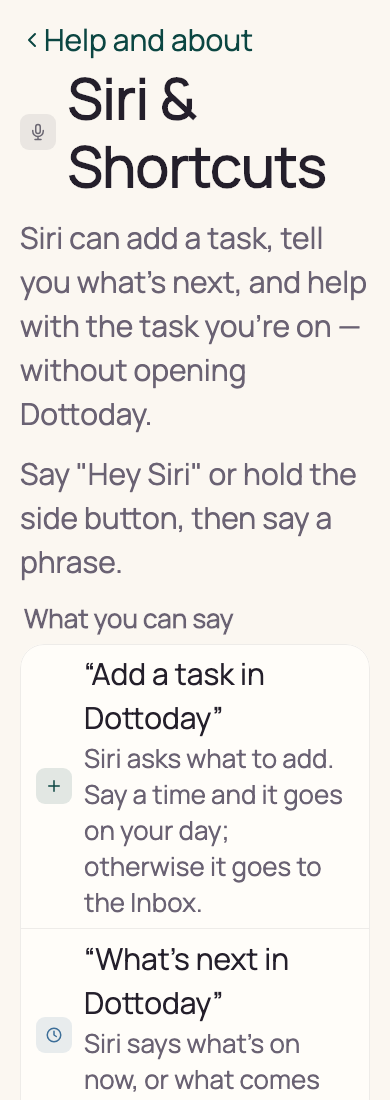 Help and about
Siri &
Shortcuts
Siri can add a task, tell
you what's next, and help
with the task you're on —
without opening
Dottoday.
Say "Hey Siri" or hold the
side button, then say a
phrase.
What you can say
“Add a task in
Dottoday”
Siri asks what to add.
Say a time and it goes
on your day;
otherwise it goes to
the Inbox.
“What's next in
Dottoday”
Siri says what's on
now, or what comes